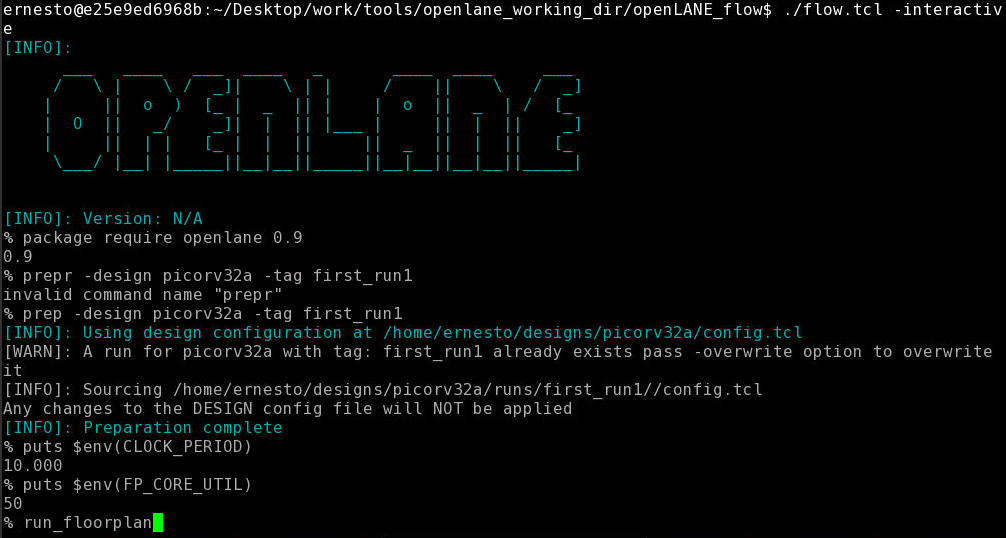 ernesto@e25e9ed6968b:~/Desktop/work/tools/openlane_working_dir/openLANE_flow$ ./flow.tcl -interactiv
e
[INFO]:
OPENLANE
[INFO]: Version: N/A
% package require openlane 0.9
0.9
% prepr -design picorv32a -tag first_run1
invalid command name "prepr"
% prep -design picorv32a -tag first_run1
[INFO]: Using design configuration at /home/ernesto/designs/picorv32a/config.tcl
[WARN]: A run for picorv32a with tag: first_run1 already exists pass -overwrite option to overwrite
it
[INFO]: Sourcing /home/ernesto/designs/picorv32a/runs/first_run1//config.tcl
Any changes to the DESIGN config file will NOT be applied
[INFO]: Preparation complete
% puts $env(CLOCK_PERIOD)
10.000
% puts $env(FP_CORE_UTIL)
50
% run_floorplan